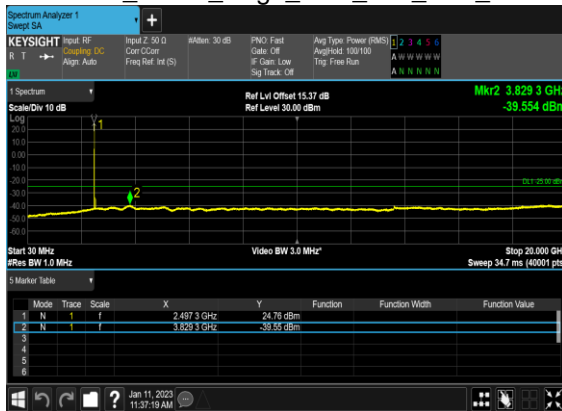 Spectrum Analyzer 1
Swept SA
+
KEYSIGHT Input: RF Input Z: 50 Ω #Atten: 30 dB PNO: Fast Avg Type: Power (RMS) 1 2 3 4 5 6
R T Coupling: DC Corr CCorr Gate: Off Avg|Hold: 100/100 A W W W W W
Align: Auto Freq Ref: Int (S) IF Gain: Low Trig: Free Run
Sig Track: Off A N N N N N
1 Spectrum Ref Lvl Offset 15.37 dB Mkr2 3.829 3 GHz
Scale/Div 10 dB Ref Level 30.00 dBm -39.554 dBm
Log
20.0 1
10.0
0.00
-10.0
-20.0 DL1 -25.00 dBm
-30.0 2
-40.0
-50.0
-60.0
Start 30 MHz Video BW 3.0 MHz* Stop 20.000 GHz
#Res BW 1.0 MHz Sweep 34.7 ms (40001 pts)
5 Marker Table
Mode Trace Scale X Y Function Function Width Function Value
1 N 1 f 2.497 3 GHz 24.76 dBm
2 N 1 f 3.829 3 GHz -39.55 dBm
3
4
5
6
? Jan 11, 2023
11:37:19 AM